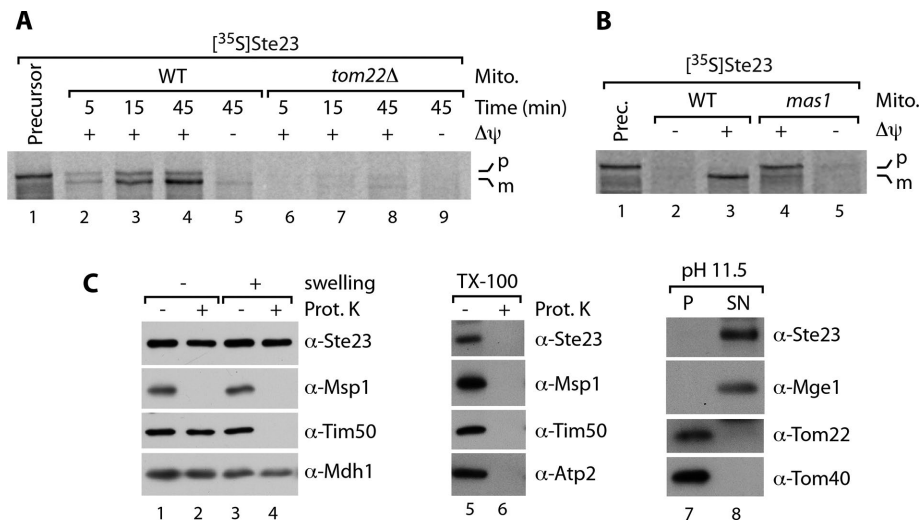 A
[³⁵S]Ste23
Precursor
WT tom22Δ Mito.
5 15 45 45 5 15 45 45 Time (min)
+ + + - + + + - Δψ
p
m
1 2 3 4 5 6 7 8 9
B
[³⁵S]Ste23
Prec.
WT mas1 Mito.
- + + - Δψ
p
m
1 2 3 4 5
C
- + swelling
- + - + Prot. K
α-Ste23
α-Msp1
α-Tim50
α-Mdh1
1 2 3 4
TX-100
- + Prot. K
α-Ste23
α-Msp1
α-Tim50
α-Atp2
5 6
pH 11.5
P SN
α-Ste23
α-Mge1
α-Tom22
α-Tom40
7 8